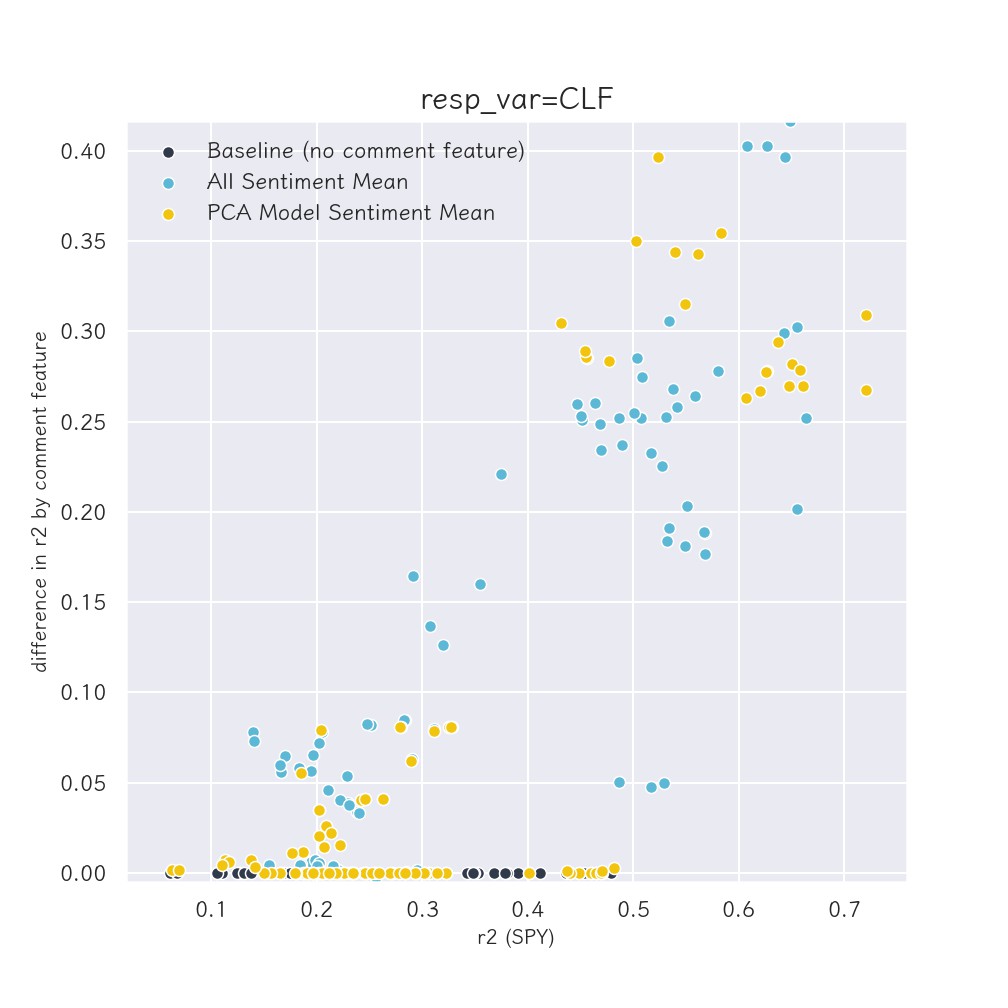 resp_var=CLF
Baseline (no comment feature)
All Sentiment Mean
PCA Model Sentiment Mean
0.40
0.35
0.30
0.25
0.20
0.15
0.10
0.05
0.00
difference in r2 by comment feature
0.1 0.2 0.3 0.4 0.5 0.6 0.7
r2 (SPY)